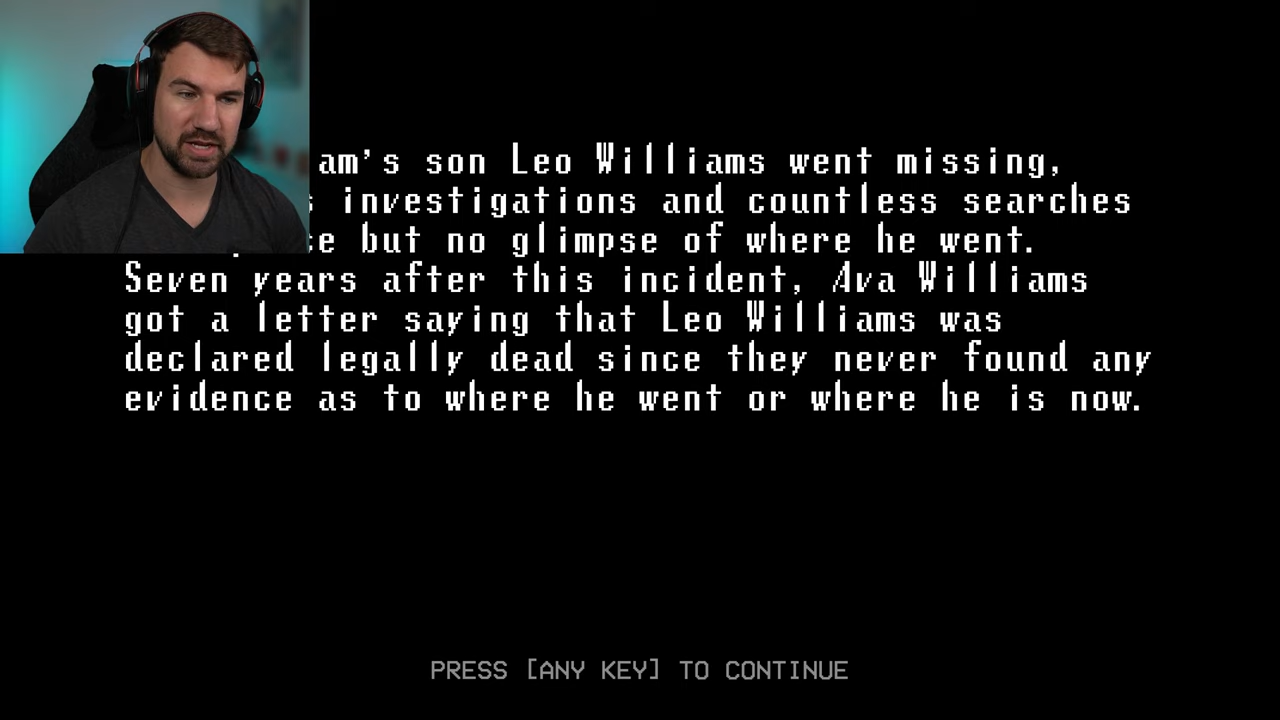 son Leo Williams went missing,
investigations and countless searches
but no glimpse of where he went.
Seven years after this incident, Ava Williams
got a letter saying that Leo Williams was
declared legally dead since they never found any
evidence as to where he went or where he is now.
PRESS [ANY KEY] TO CONTINUE